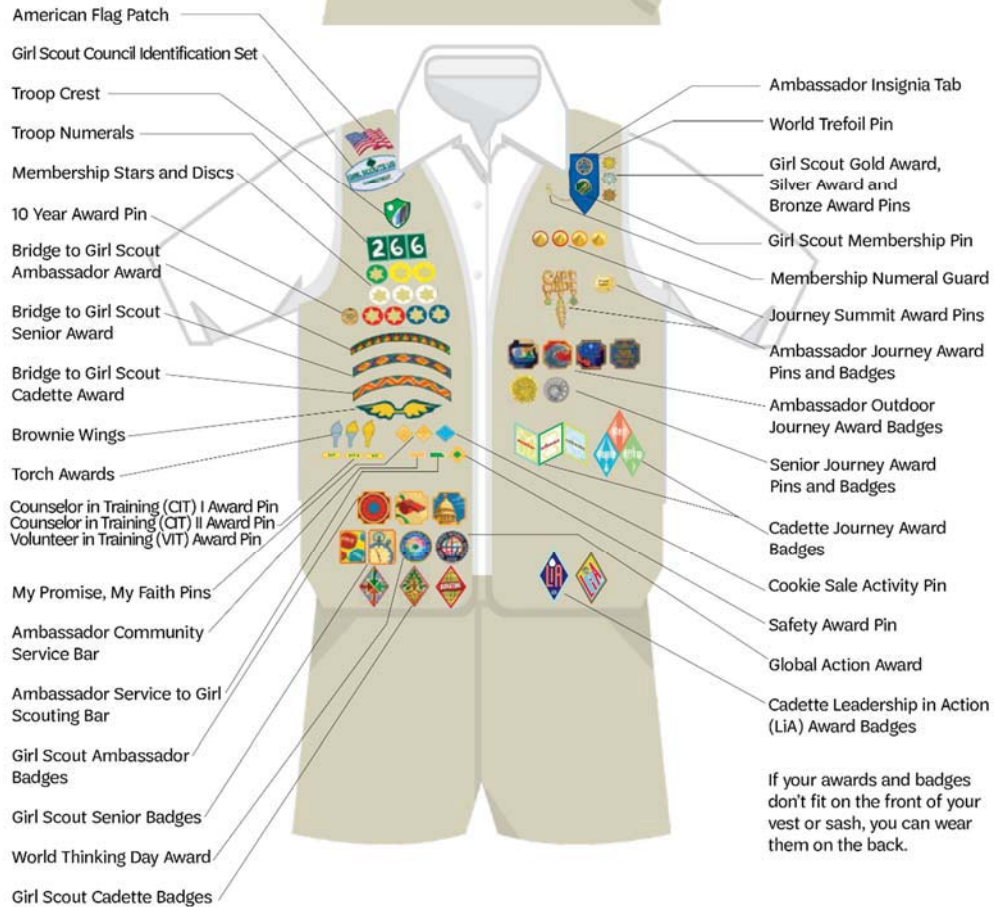 American Flag Patch
Girl Scout Council Identification Set
Troop Crest
Troop Numerals
Membership Stars and Discs
10 Year Award Pin
Bridge to Girl Scout
Ambassador Award
Bridge to Girl Scout
Senior Award
Bridge to Girl Scout
Cadette Award
Brownie Wings
Torch Awards
Counselor in Training (CIT) I Award Pin
Counselor in Training (CIT) II Award Pin
Volunteer in Training (VIT) Award Pin
My Promise, My Faith Pins
Ambassador Community
Service Bar
Ambassador Service to Girl
Scouting Bar
Girl Scout Ambassador
Badges
Girl Scout Senior Badges
World Thinking Day Award
Girl Scout Cadette Badges
266
LiA
Ambassador Insignia Tab
World Trefoil Pin
Girl Scout Gold Award,
Silver Award and
Bronze Award Pins
Girl Scout Membership Pin
Membership Numeral Guard
Journey Summit Award Pins
Ambassador Journey Award
Pins and Badges
Ambassador Outdoor
Journey Award Badges
Senior Journey Award
Pins and Badges
Cadette Journey Award
Badges
Cookie Sale Activity Pin
Safety Award Pin
Global Action Award
Cadette Leadership in Action
(LiA) Award Badges
If your awards and badges
don't fit on the front of your
vest or sash, you can wear
them on the back.